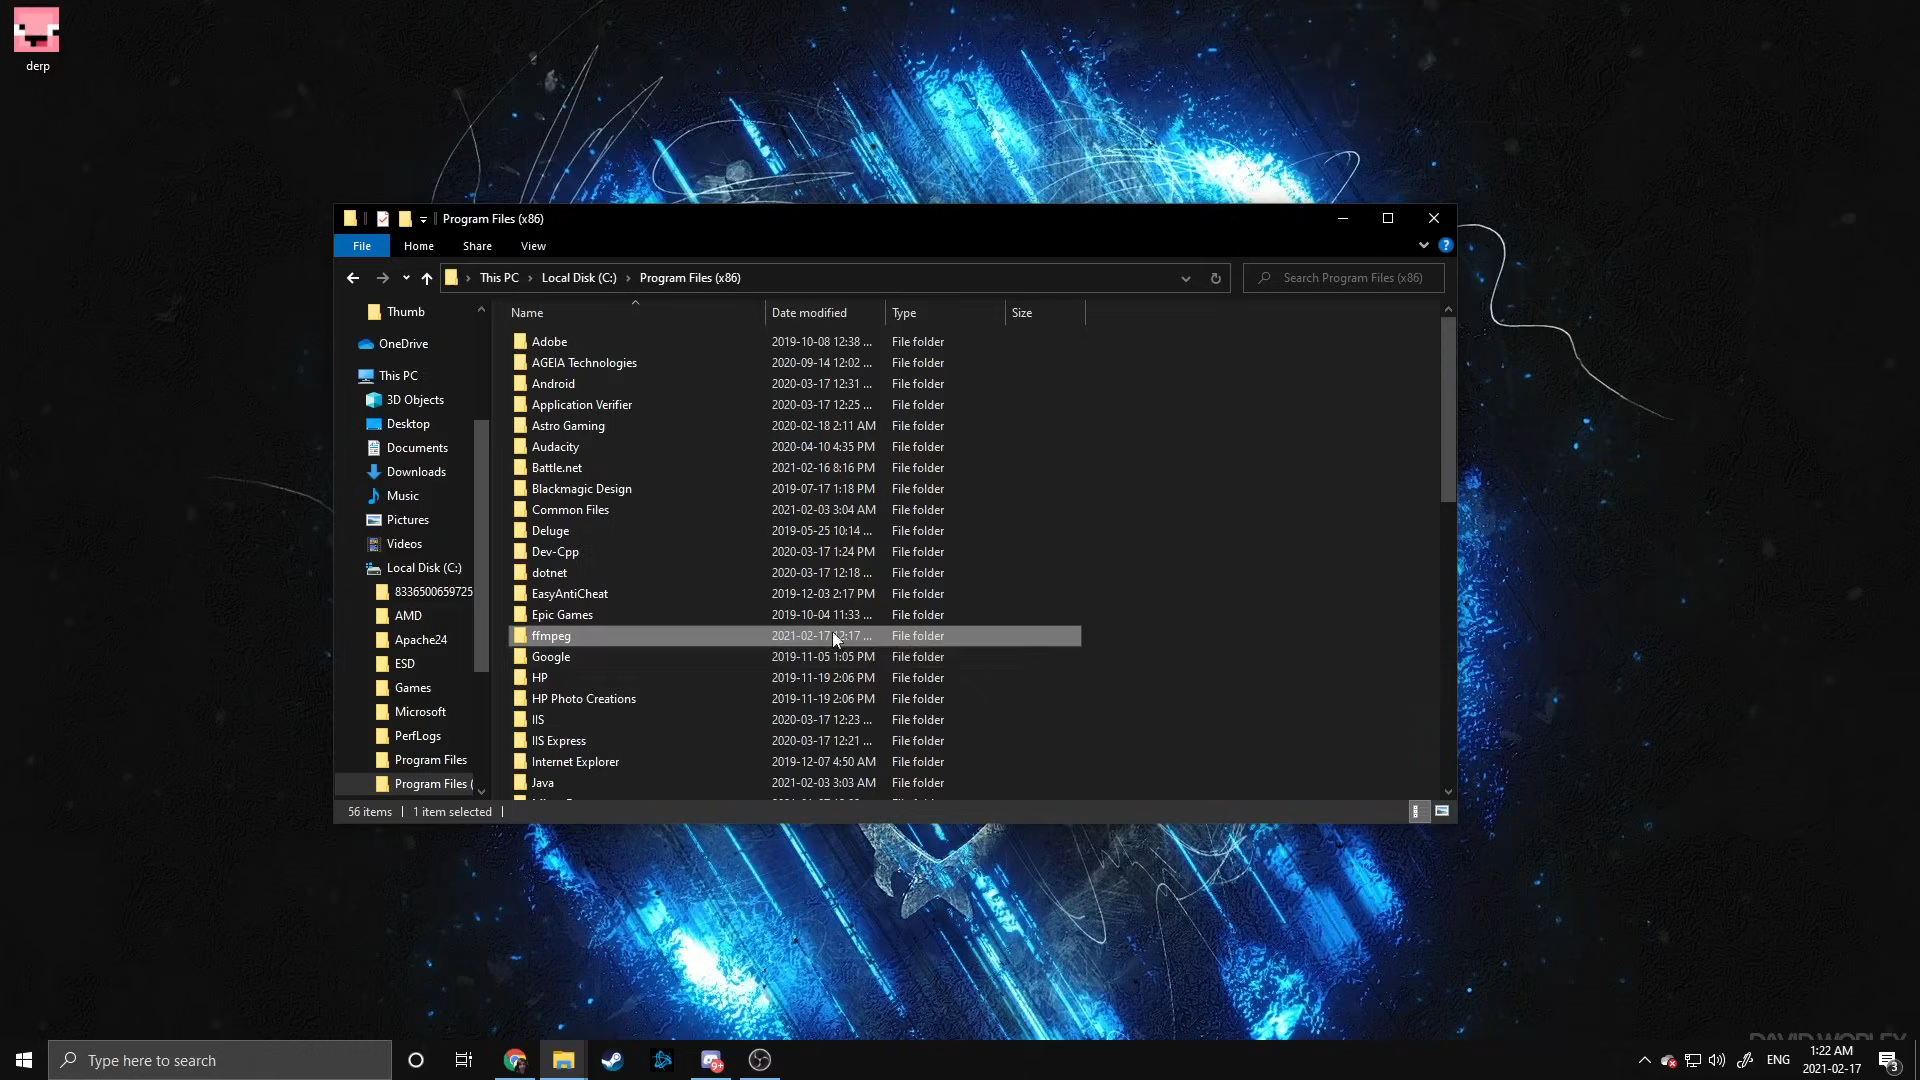 derp
Program Files (x86)
File Home Share View
This PC Local Disk (C:) Program Files (x86) Search Program Files (x86)
Thumb
OneDrive
This PC
3D Objects
Desktop
Documents
Downloads
Music
Pictures
Videos
Local Disk (C:)
8336500659725
AMD
Apache24
ESD
Games
Microsoft
PerfLogs
Program Files
Program Files (
Name Date modified Type Size
Adobe 2019-10-08 12:38 ... File folder
AGEIA Technologies 2020-09-14 12:02 ... File folder
Android 2020-03-17 12:31 ... File folder
Application Verifier 2020-03-17 12:25 ... File folder
Astro Gaming 2020-02-18 2:11 AM File folder
Audacity 2020-04-10 4:35 PM File folder
Battle.net 2021-02-16 8:16 PM File folder
Blackmagic Design 2019-07-17 1:18 PM File folder
Common Files 2021-02-03 3:04 AM File folder
Deluge 2019-05-25 10:14 ... File folder
Dev-Cpp 2020-03-17 1:24 PM File folder
dotnet 2020-03-17 12:18 ... File folder
EasyAntiCheat 2019-12-03 2:17 PM File folder
Epic Games 2019-10-04 11:33 ... File folder
ffmpeg 2021-02-17 12:17 ... File folder
Google 2019-11-05 1:05 PM File folder
HP 2019-11-19 2:06 PM File folder
HP Photo Creations 2019-11-19 2:06 PM File folder
IIS 2020-03-17 12:23 ... File folder
IIS Express 2020-03-17 12:21 ... File folder
Internet Explorer 2019-12-07 4:50 AM File folder
Java 2021-02-03 3:03 AM File folder
56 items 1 item selected
DAVID WORLEY
Type here to search
9+
ENG
1:22 AM
2021-02-17
3